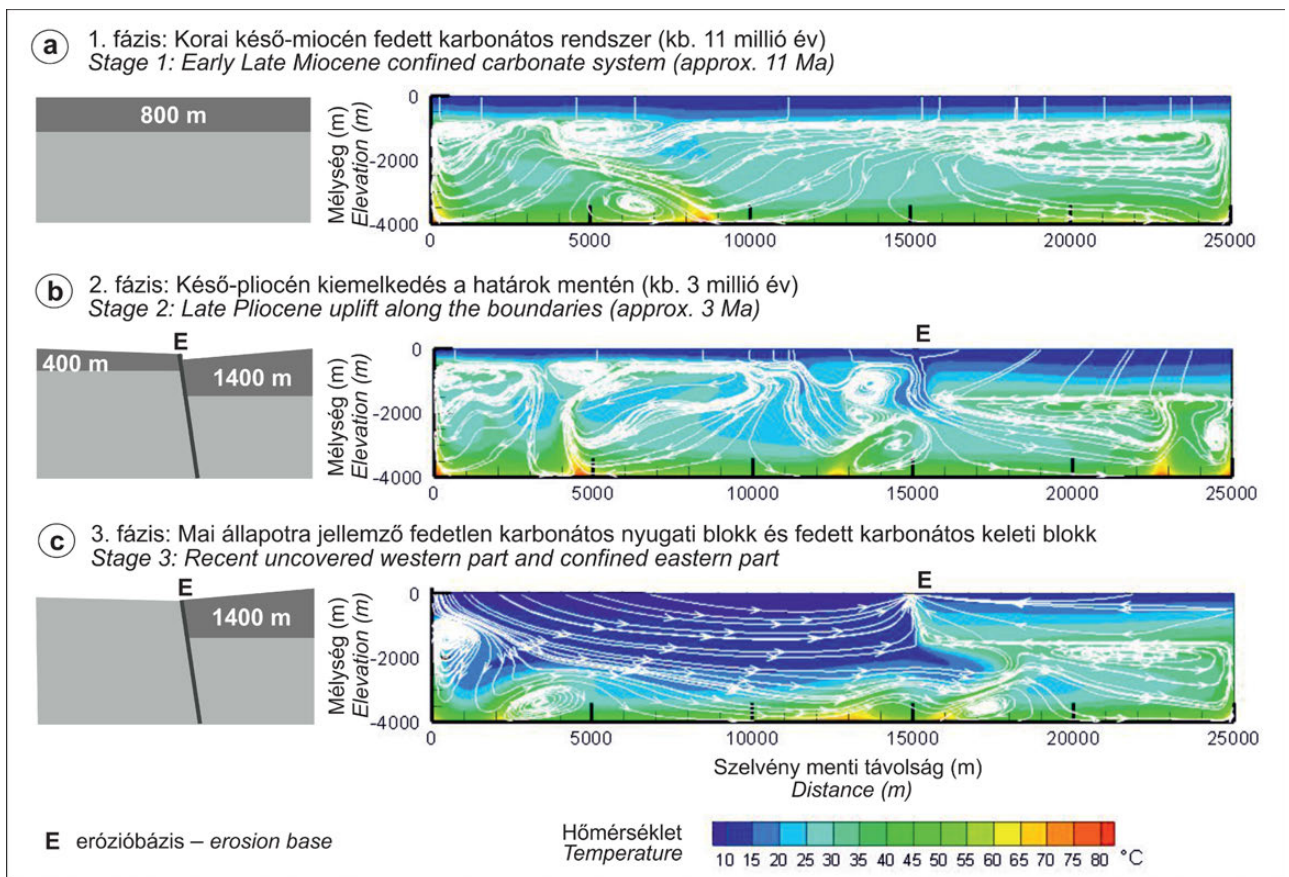 a
1. fázis: Korai késő-miocén fedett karbonátos rendszer (kb. 11 millió év)
Stage 1: Early Late Miocene confined carbonate system (approx. 11 Ma)
800 m
Mélység (m)
Elevation (m)
0
-2000
-4000
0 5000 10000 15000 20000 25000
b
2. fázis: Késő-pliocén kiemelkedés a határok mentén (kb. 3 millió év)
Stage 2: Late Pliocene uplift along the boundaries (approx. 3 Ma)
E
400 m
1400 m
E
Mélység (m)
Elevation (m)
0
-2000
-4000
0 5000 10000 15000 20000 25000
c
3. fázis: Mai állapotra jellemző fedetlen karbonátos nyugati blokk és fedett karbonátos keleti blokk
Stage 3: Recent uncovered western part and confined eastern part
E
1400 m
E
Mélység (m)
Elevation (m)
0
-2000
-4000
0 5000 10000 15000 20000 25000
Szelvény menti távolság (m)
Distance (m)
E erózióbázis – erosion base
Hőmérséklet
Temperature
10 15 20 25 30 35 40 45 50 55 60 65 70 75 80 °C